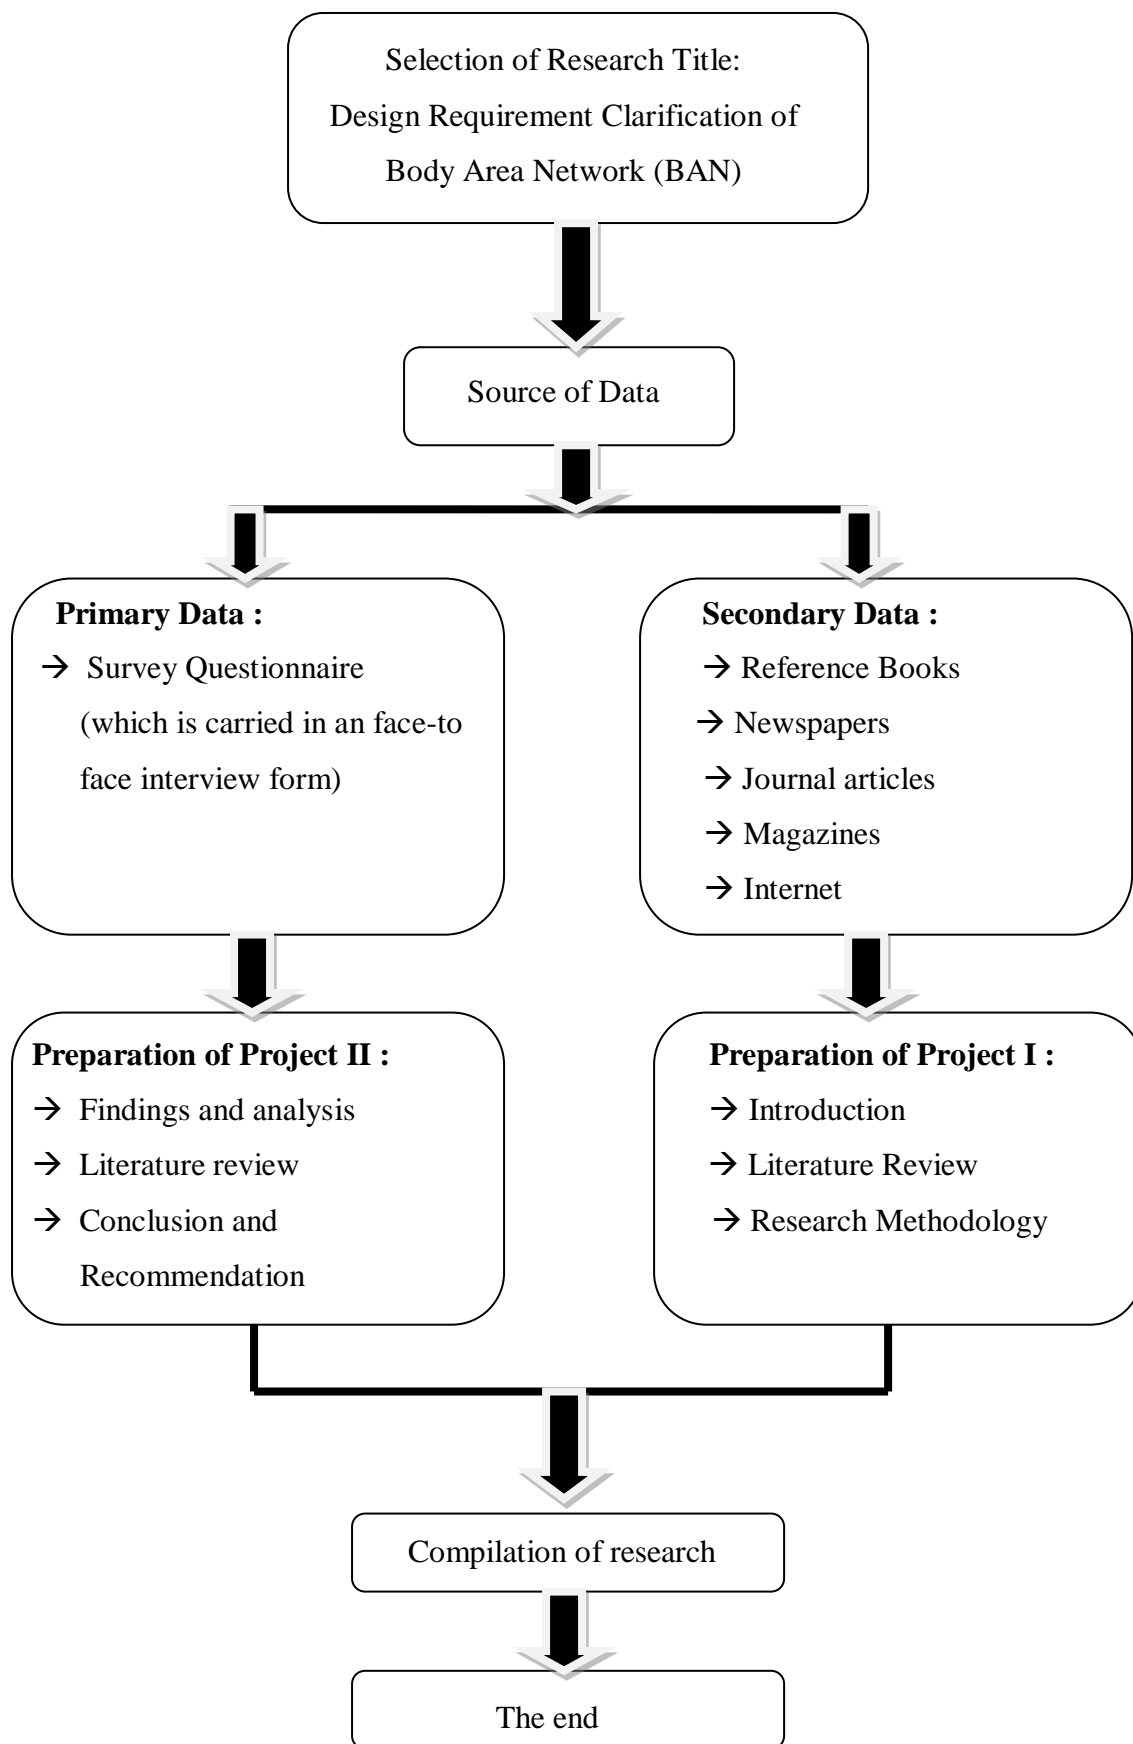 Selection of Research Title:
Design Requirement Clarification of
Body Area Network (BAN)
Source of Data
Primary Data :
→ Survey Questionnaire
(which is carried in an face-to
face interview form)
Secondary Data :
→ Reference Books
→ Newspapers
→ Journal articles
→ Magazines
→ Internet
Preparation of Project II :
→ Findings and analysis
→ Literature review
→ Conclusion and
Recommendation
Preparation of Project I :
→ Introduction
→ Literature Review
→ Research Methodology
Compilation of research
The end